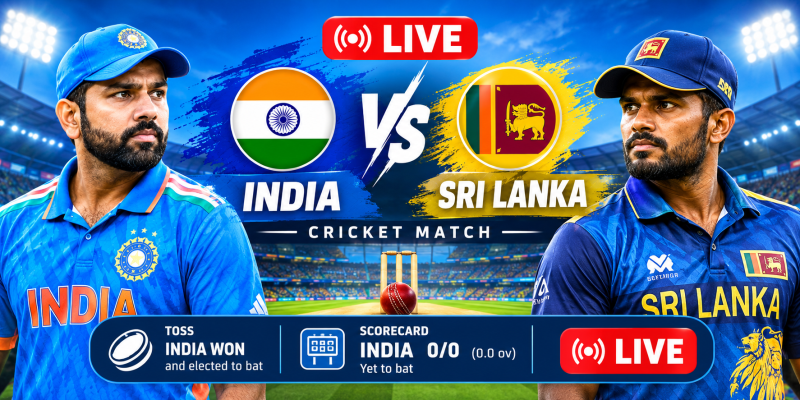 LIVE
INDIA
VS
SRI LANKA
CRICKET MATCH
INDIA
SRI LANKA
TOSS
INDIA WON
and elected to bat
SCORECARD
INDIA 0/0 (0.0 ov)
Yet to bat
LIVE